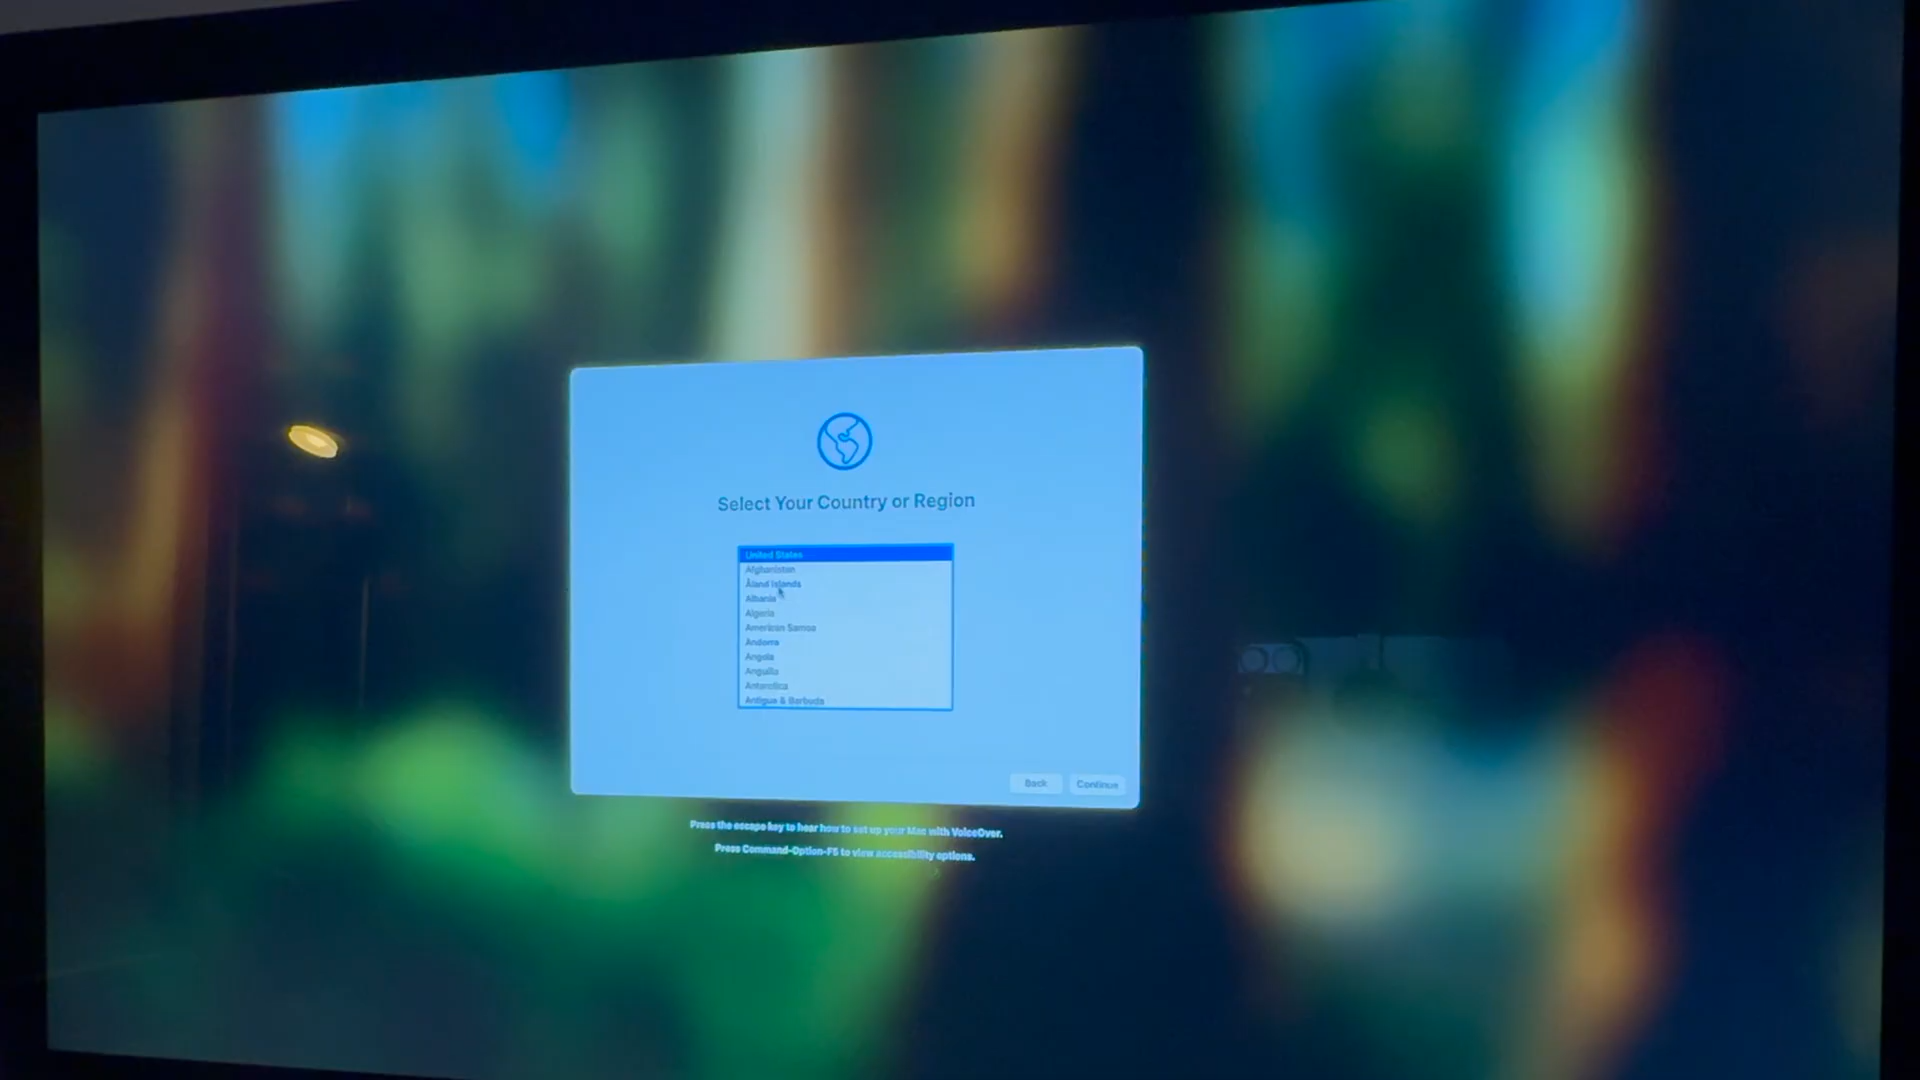 Select Your Country or Region
United States
Afghanistan
Åland Islands
Albania
Algeria
American Samoa
Andorra
Angola
Anguilla
Antarctica
Antigua & Barbuda
Back
Continue
Press the escape key to hear how to set up your Mac with VoiceOver.
Press Command-Option-F5 to view accessibility options.